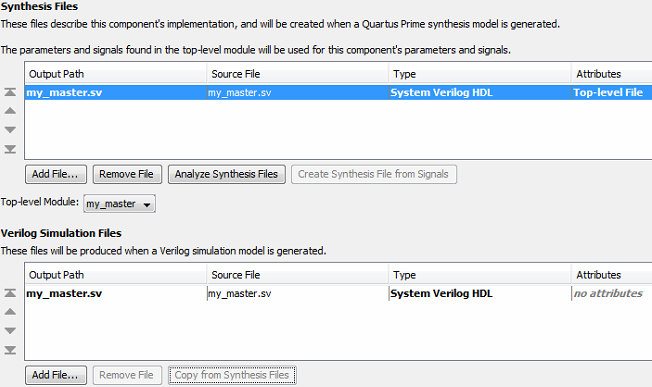 Synthesis Files
These files describe this component's implementation, and will be created when a Quartus Prime synthesis model is generated.
The parameters and signals found in the top-level module will be used for this component's parameters and signals.
Output Path Source File Type Attributes
my_master.sv my_master.sv System Verilog HDL Top-level File
Add File... Remove File Analyze Synthesis Files Create Synthesis File from Signals
Top-level Module: my_master
Verilog Simulation Files
These files will be produced when a Verilog simulation model is generated.
Output Path Source File Type Attributes
my_master.sv my_master.sv System Verilog HDL no attributes
Add File... Remove File Copy from Synthesis Files